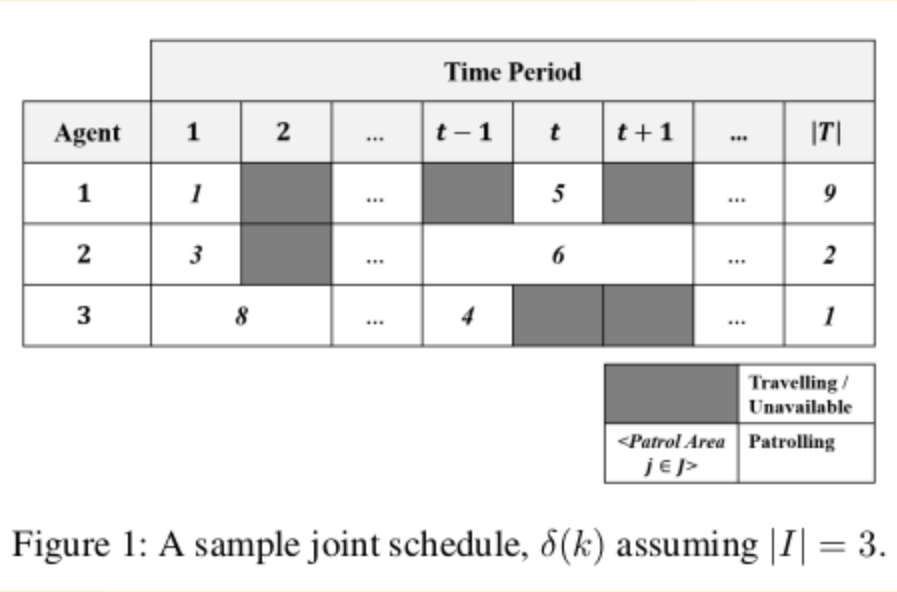 Time Period
Agent 1 2 ... t − 1 t t + 1 ... |T|
1 1 ... 5 ... 9
2 3 ... 6 ... 2
3 8 ... 4 ... 1
Travelling /
Unavailable
<Patrol Area
j ∈ J>
Patrolling
Figure 1: A sample joint schedule, δ(k) assuming |I| = 3.